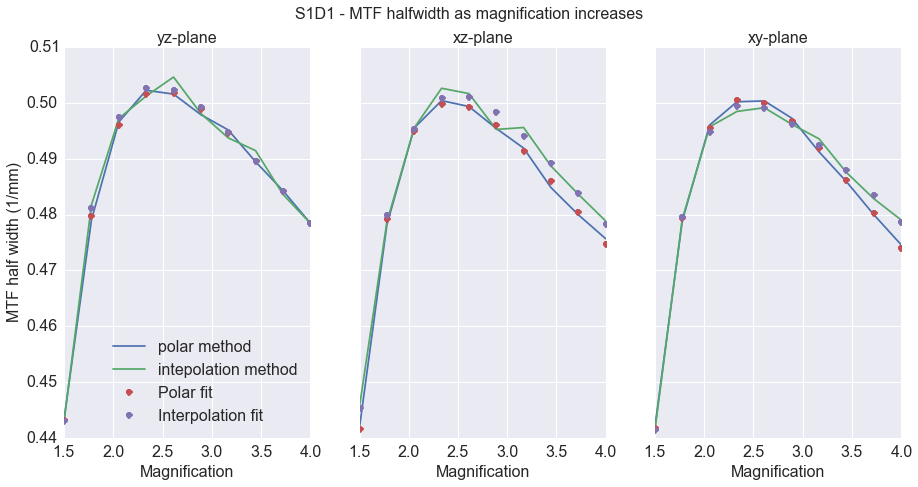 S1D1 - MTF halfwidth as magnification increases
yz-plane
xz-plane
xy-plane
0.51
0.50
0.49
0.48
0.47
0.46
0.45
0.44
MTF half width (1/mm)
polar method
intepolation method
Polar fit
Interpolation fit
1.5 2.0 2.5 3.0 3.5 4.0
1.5 2.0 2.5 3.0 3.5 4.0
1.5 2.0 2.5 3.0 3.5 4.0
Magnification
Magnification
Magnification